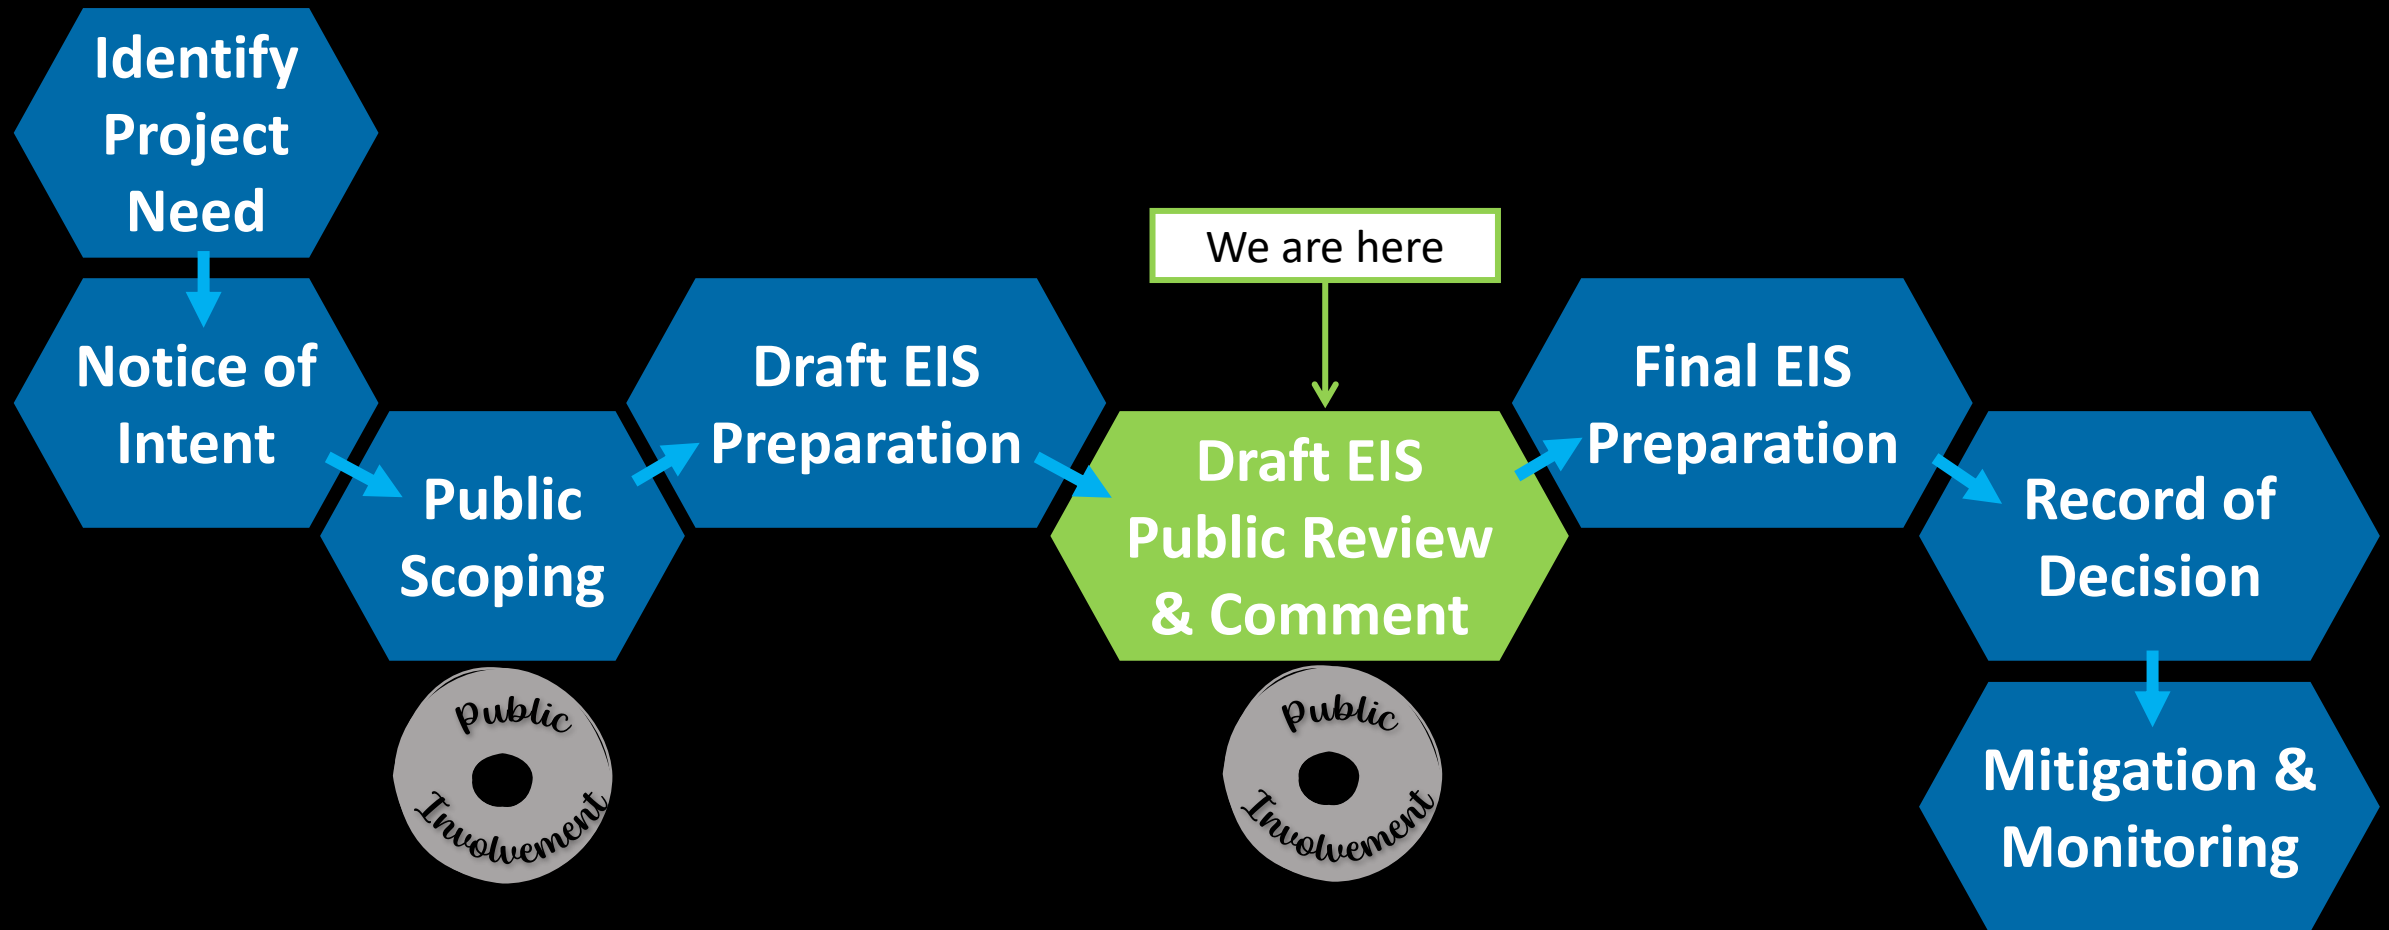 Identify
Project
Need
Notice of
Intent
Public
Scoping
Public
Involvement
Draft EIS
Preparation
We are here
Draft EIS
Public Review
& Comment
Public
Involvement
Final EIS
Preparation
Record of
Decision
Mitigation &
Monitoring